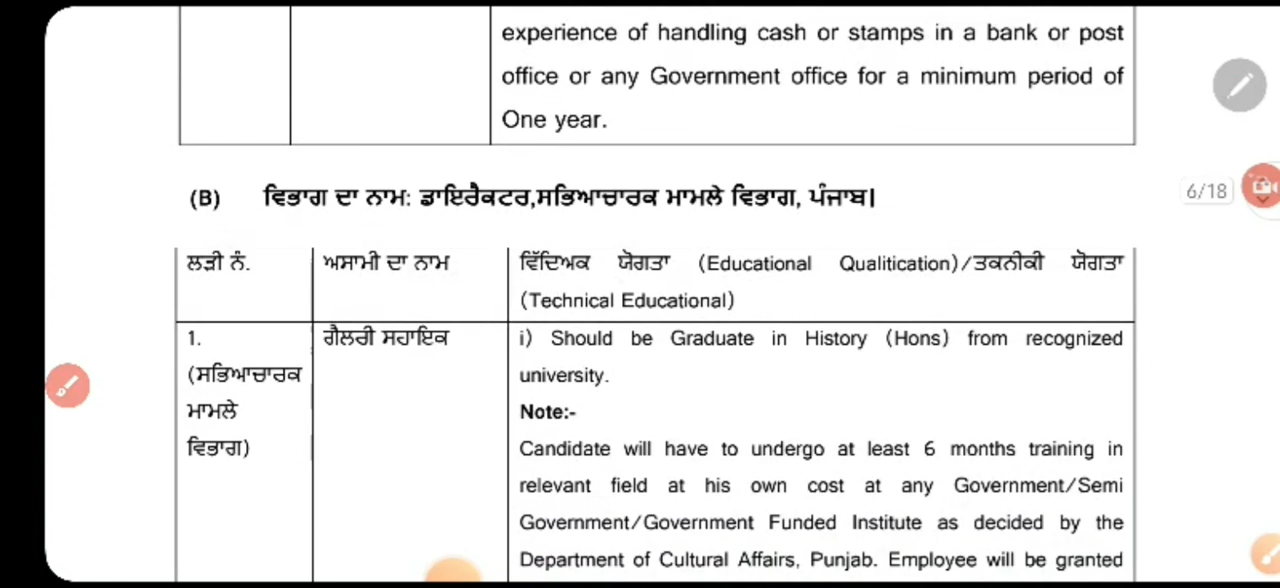 experience of handling cash or stamps in a bank or post
office or any Government office for a minimum period of
One year.
(B) ਵਿਭਾਗ ਦਾ ਨਾਮ: ਡਾਇਰੈਕਟਰ,ਸਭਿਆਚਾਰਕ ਮਾਮਲੇ ਵਿਭਾਗ, ਪੰਜਾਬ।
6/18
ਲੜੀ ਨੰ. ਅਸਾਮੀ ਦਾ ਨਾਮ ਵਿੱਦਿਅਕ ਯੋਗਤਾ (Educational Qualitication)/ਤਕਨੀਕੀ ਯੋਗਤਾ
(Technical Educational)
1. ਗੈਲਰੀ ਸਹਾਇਕ i) Should be Graduate in History (Hons) from recognized
(ਸਭਿਆਚਾਰਕ university.
ਮਾਮਲੇ Note:-
ਵਿਭਾਗ) Candidate will have to undergo at least 6 months training in
relevant field at his own cost at any Government/Semi
Government/Government Funded Institute as decided by the
Department of Cultural Affairs, Punjab. Employee will be granted